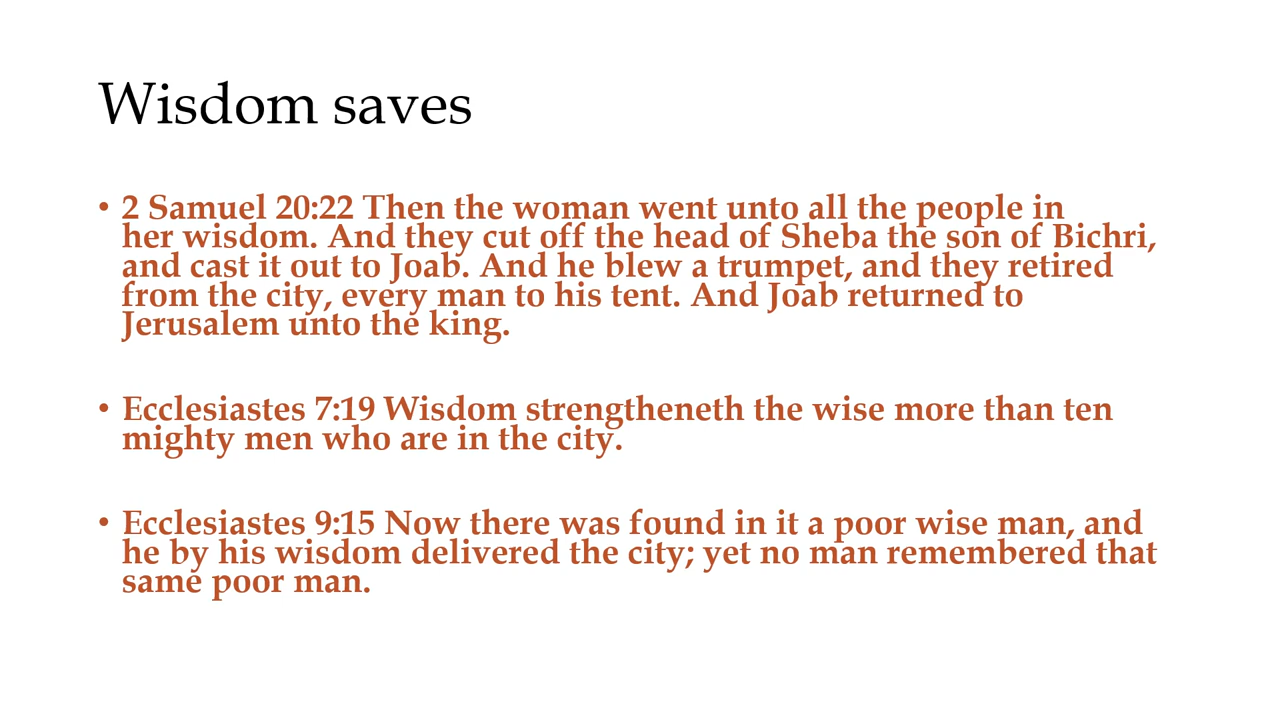 Wisdom saves
• 2 Samuel 20:22 Then the woman went unto all the people in
her wisdom. And they cut off the head of Sheba the son of Bichri,
and cast it out to Joab. And he blew a trumpet, and they retired
from the city, every man to his tent. And Joab returned to
Jerusalem unto the king.
• Ecclesiastes 7:19 Wisdom strengtheneth the wise more than ten
mighty men who are in the city.
• Ecclesiastes 9:15 Now there was found in it a poor wise man, and
he by his wisdom delivered the city; yet no man remembered that
same poor man.